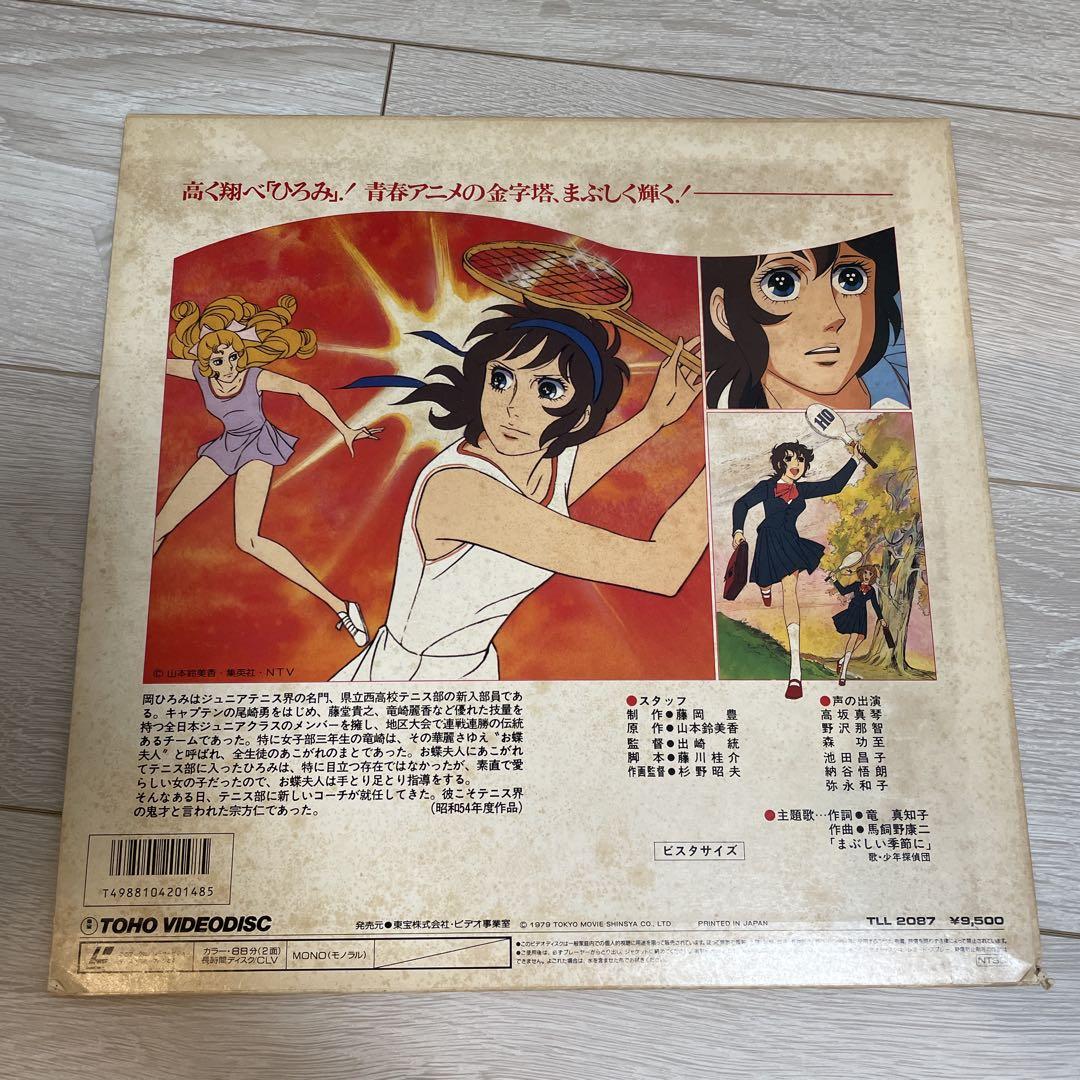 高く翔べ「ひろみ」! 青春アニメの金字塔、まぶしく輝く!
HO
© 山本鈴美香・集英社・NTV
岡ひろみはジュニアテニス界の名門、県立西高校テニス部の新入部員であ
る。キャプテンの尾崎勇をはじめ、藤堂貴之、竜崎麗香など優れた技量を
持つ全日本ジュニアクラスのメンバーを擁し、地区大会で連戦連勝の伝統
あるチームであった。特に女子部三年生の竜崎は、その華麗さゆえ“お蝶
夫人”と呼ばれ、全生徒のあこがれのまとであった。お蝶夫人にあこがれ
てテニス部に入ったひろみは、特に目立つ存在ではなかったが、素直で愛
らしい女の子だったので、お蝶夫人は手とり足とり指導をする。
そんなある日、テニス部に新しいコーチが就任してきた。彼こそテニス界
の鬼才と言われた宗方仁であった。 (昭和54年度作品)
●スタッフ
制作●藤岡 豊
原作●山本鈴美香
監督●出崎 統
脚本●藤川桂介
作画監督●杉野昭夫
●声の出演
高坂真琴
野沢那智
森 功至
池田昌子
納谷悟朗
弥永和子
●主題歌…作詞●竜 真知子
作曲●馬飼野康二
「まぶしい季節に」
歌・少年探偵団
ビスタサイズ
T4988104201485
TOHO VIDEODISC
発売元●東宝株式会社・ビデオ事業室
© 1979 TOKYO MOVIE SHINSYA CO., LTD.
PRINTED IN JAPAN
TLL 2087 ¥9,500
カラー・88分(2面)
長時間ディスク/CLV
MONO(モノラル)